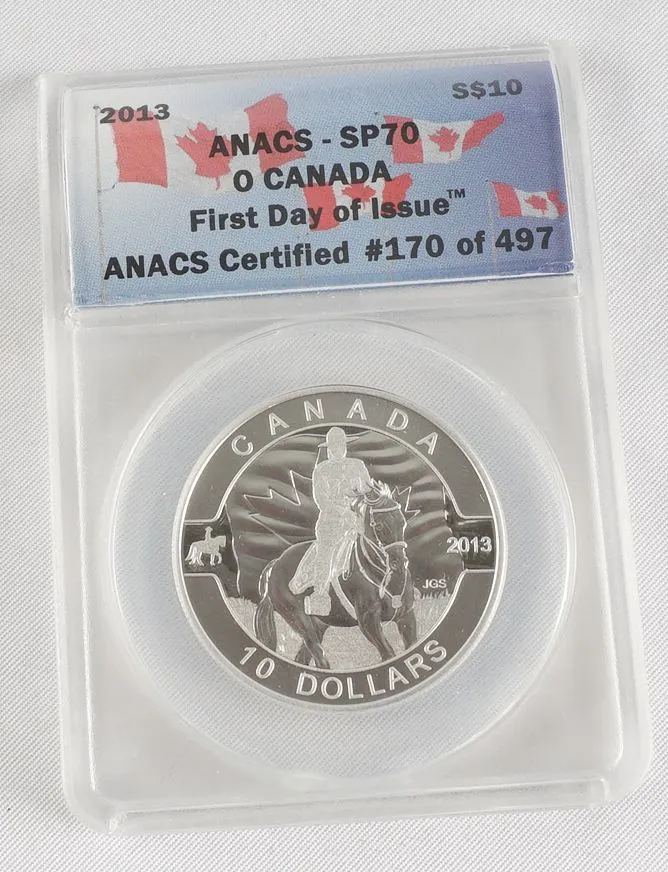 2013 S$10
ANACS - SP70
O CANADA
First Day of Issue™
ANACS Certified #170 of 497
CANADA
2013
JGS
10 DOLLARS